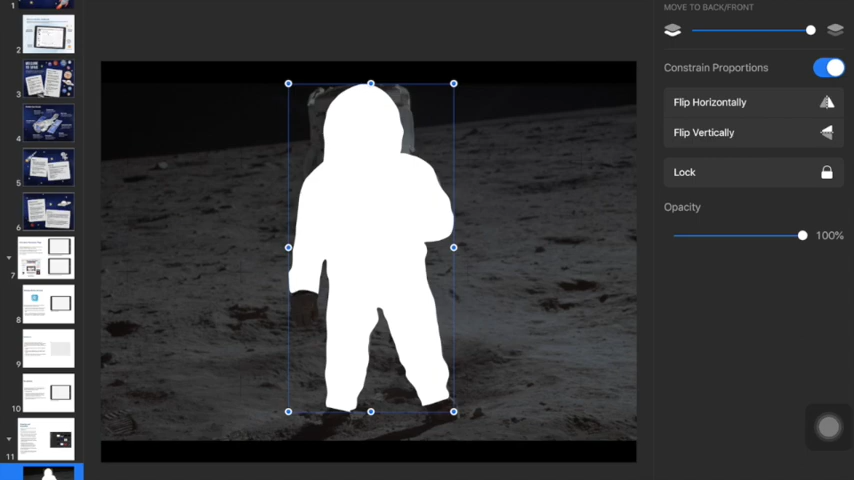 MOVE TO BACK/FRONT
Constrain Proportions
Flip Horizontally
Flip Vertically
Lock
Opacity
100%
1
2
3
4
5
6
7
8
9
10
11